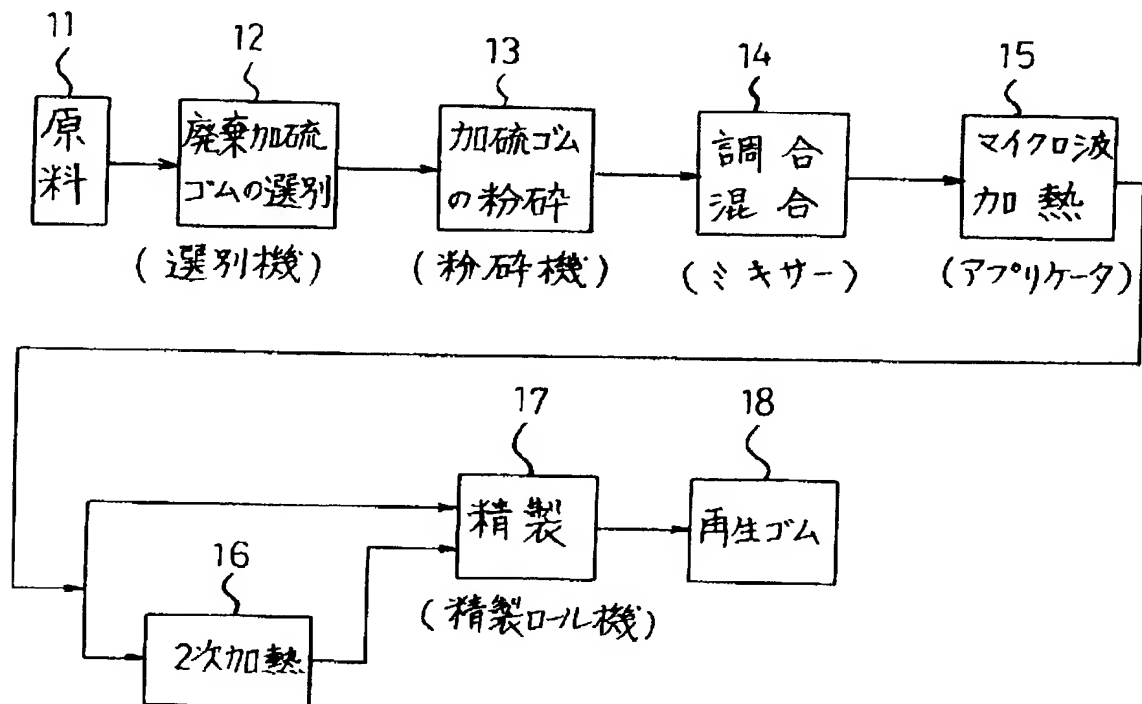 11
12
13
14
15
原料
廃棄加硫
ゴムの選別
加硫ゴム
の粉砕
調合
混合
マイクロ波
加熱
(選別機)
(粉砕機)
(ミキサー)
(アプリケータ)
16
17
18
2次加熱
精製
再生ゴム
(精製ロール機)